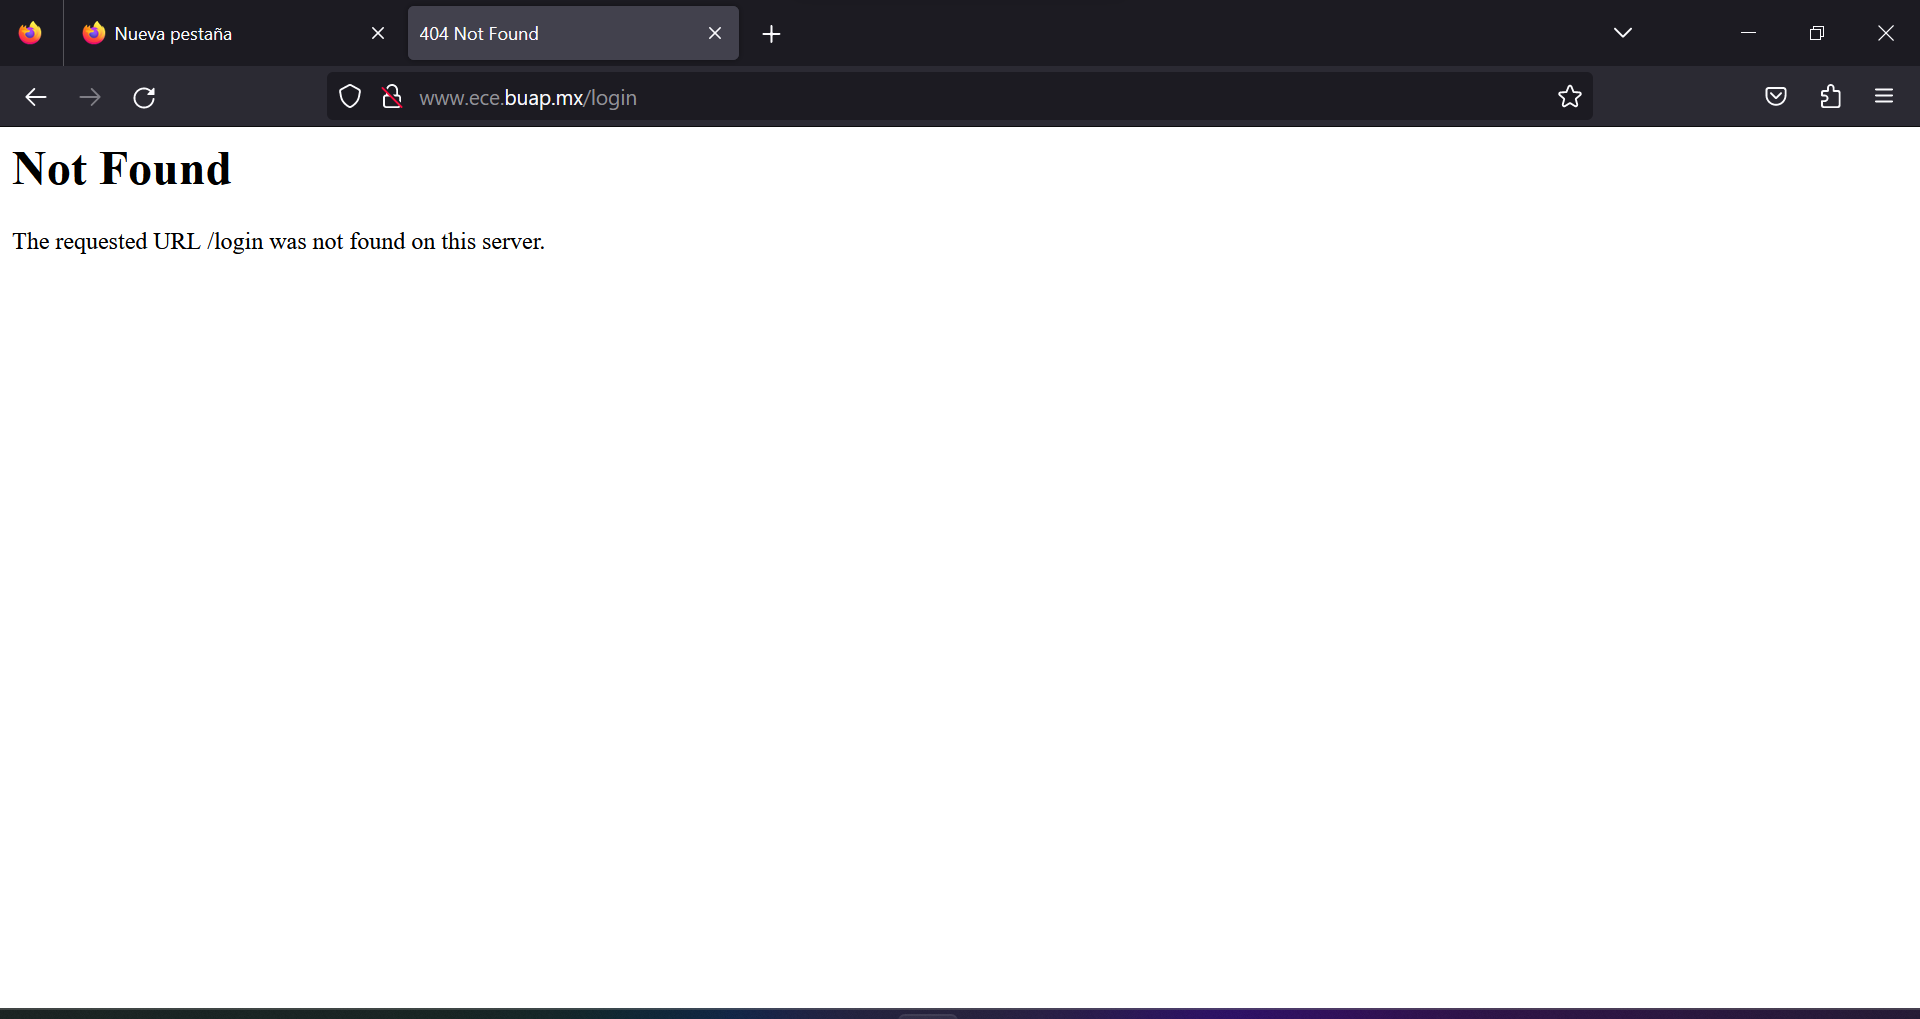 Nueva pestaña
404 Not Found
www.ece.buap.mx/login
Not Found
The requested URL /login was not found on this server.